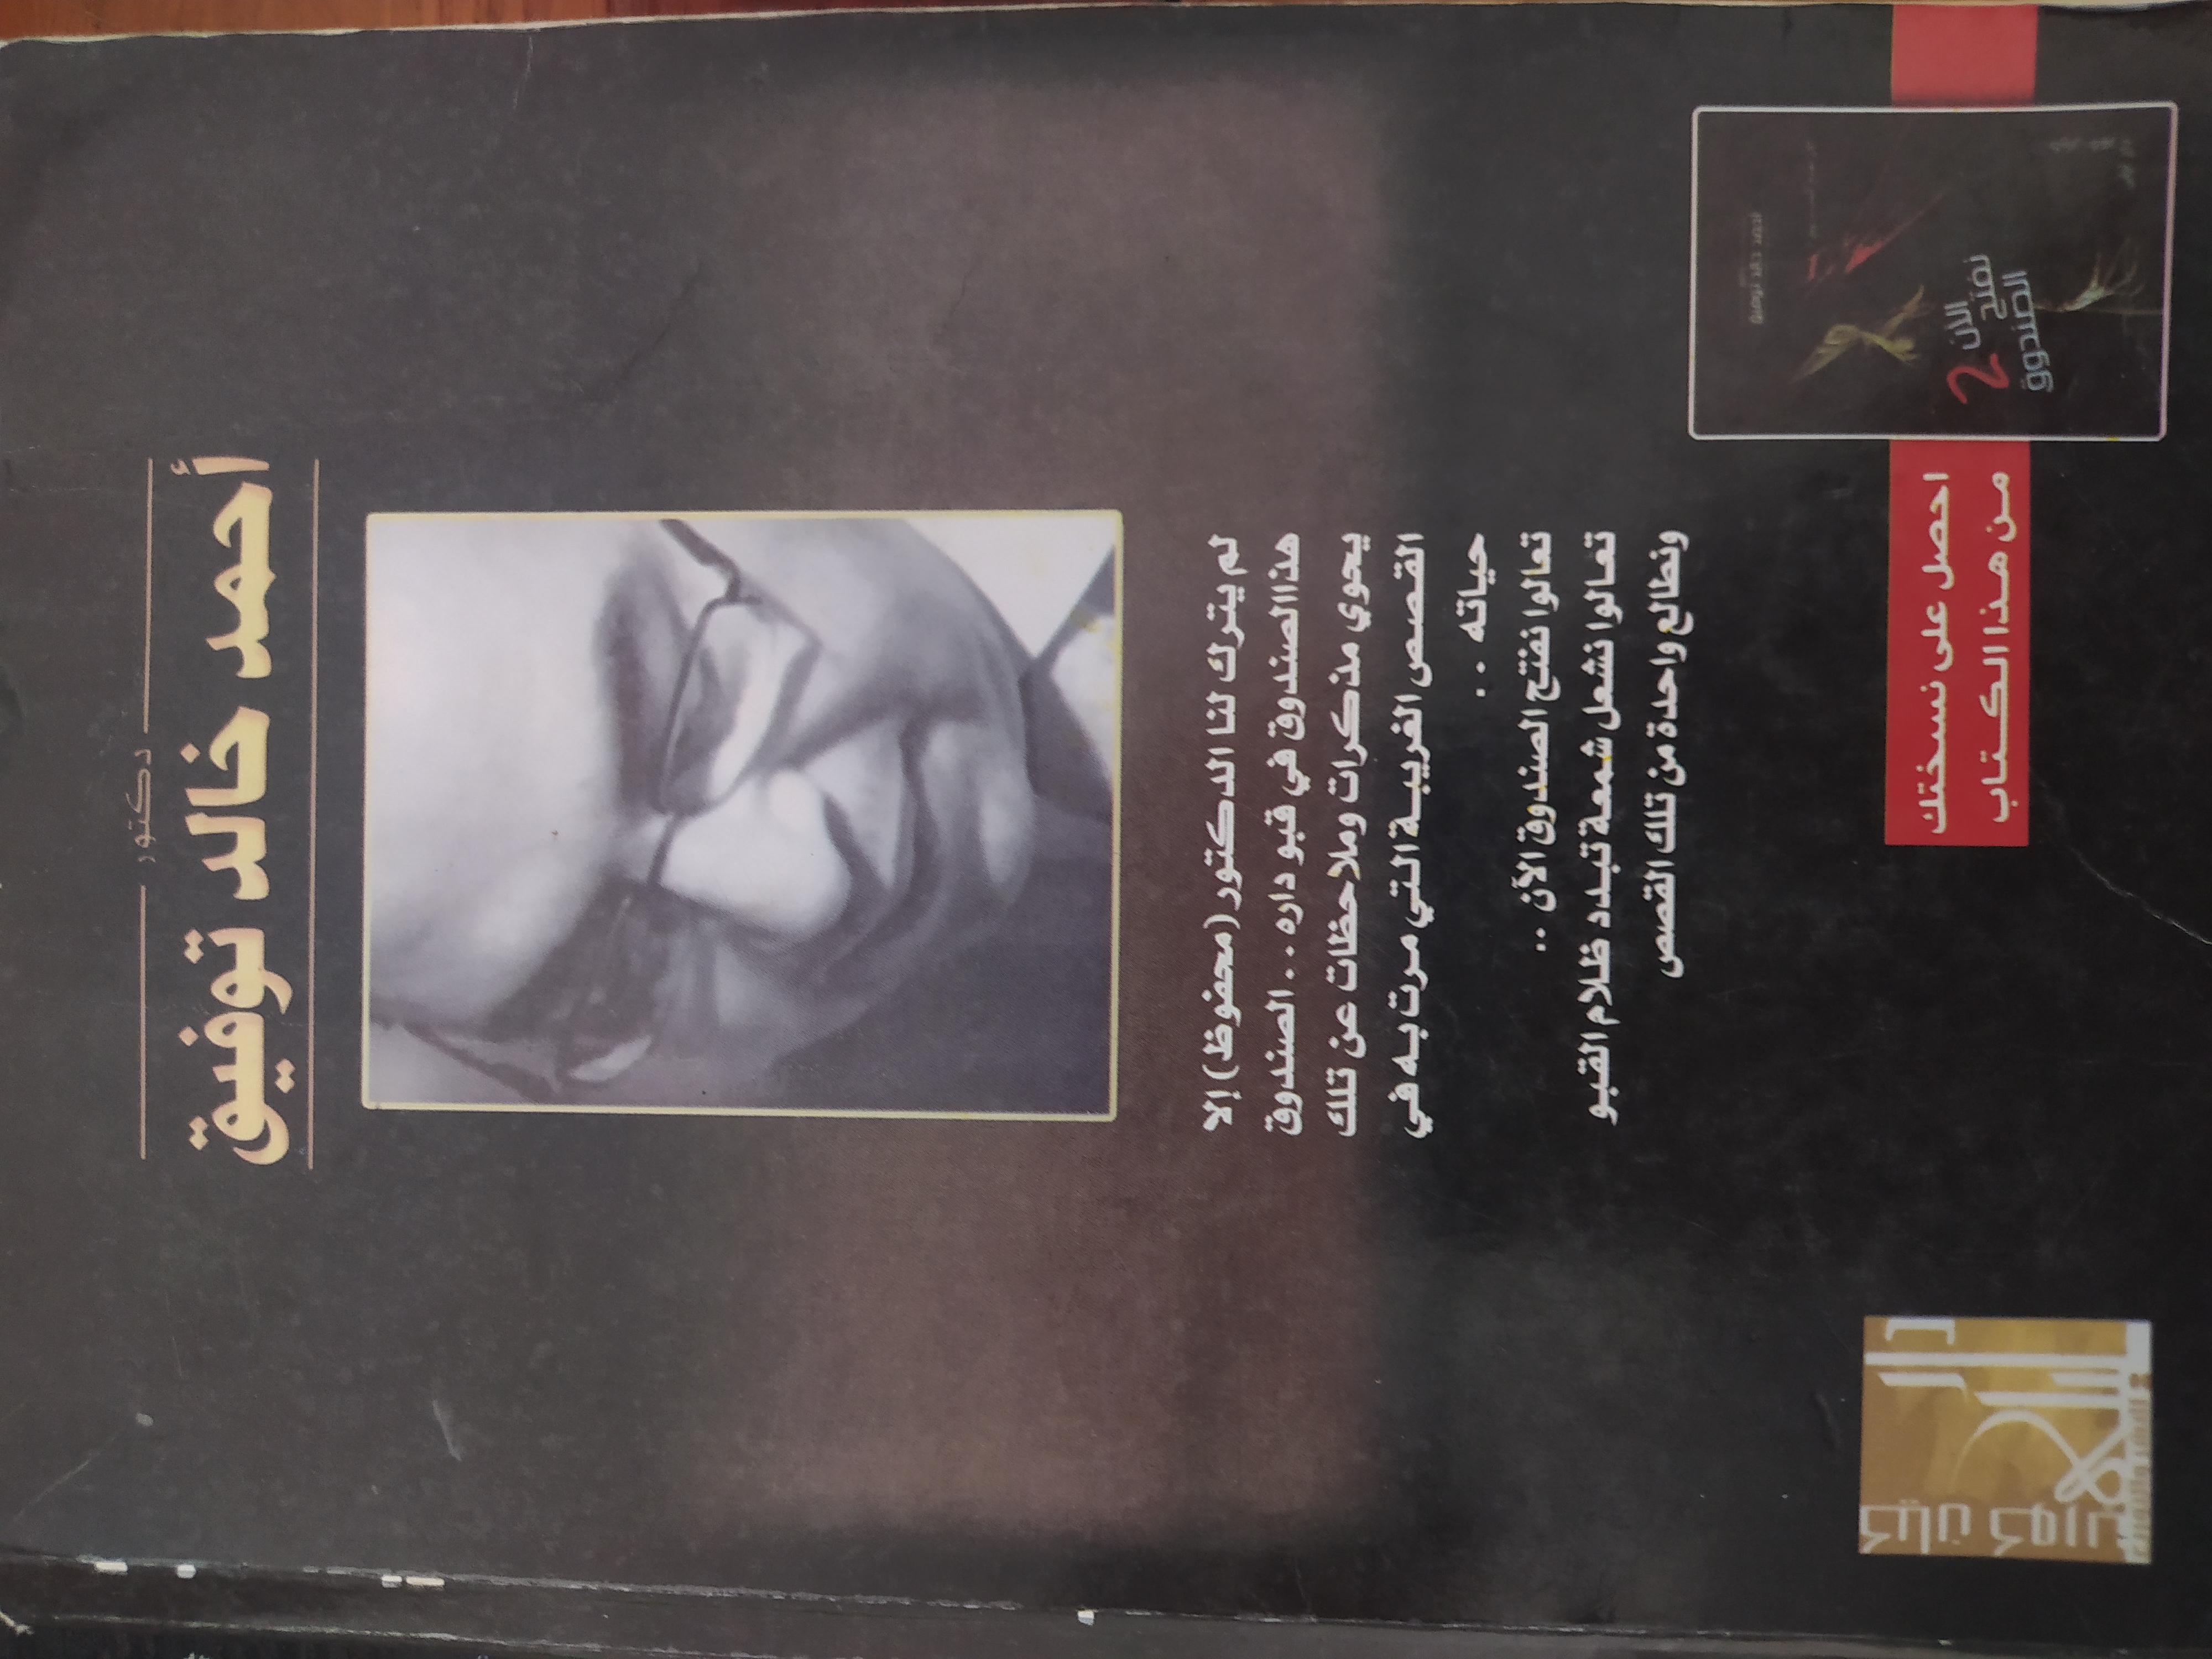 دكتور
أحمد خالد توفيق
لم يترك لنا الدكتور (محفوظ) إلا
هذاالصندوق في قبو داره . . الصندوق
يحوي مذكرات وملاحظات عن تلك
القصص الغريبة التي مرت به في
حياته . .
تعالوا نفتح الصندوق الآن ..
تعالوا نشعل شمعة تبدد ظلام القبو
ونطالع واحدة من تلك القصص
أحمد خالد توفيق
الآن
نفتح 2
الصندوق
احصل على نسختك
من هذا الكتاب
دار
ليلى
كيان كورب
للنشر والتوزيع